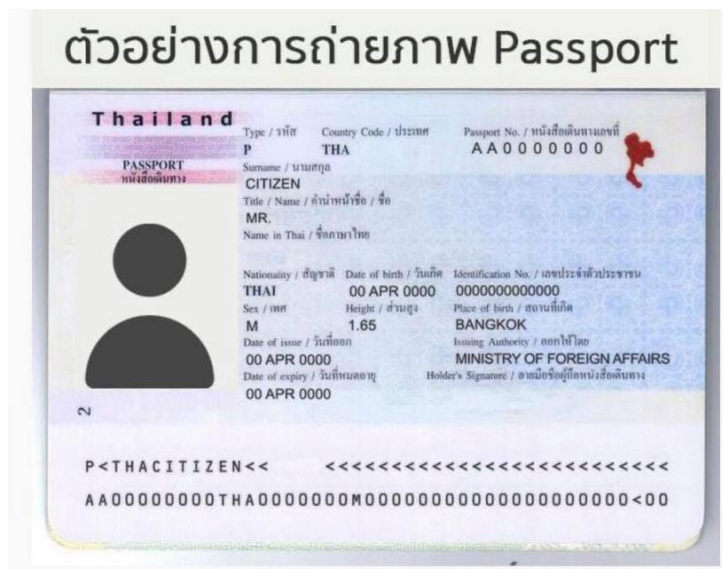 ตัวอย่างการถ่ายภาพ Passport
Thailand
PASSPORT
หนังสือเดินทาง
Type / รหัส Country Code / ประเทศ Passport No. / หนังสือเดินทางเลขที่
P THA AA0000000
Surname / นามสกุล
CITIZEN
Title / Name / คำนำหน้าชื่อ / ชื่อ
MR.
Name in Thai / ชื่อภาษาไทย
Nationality / สัญชาติ Date of birth / วันเกิด Identification No. / เลขประจำตัวประชาชน
THAI 00 APR 0000 0000000000000
Sex / เพศ Height / ส่วนสูง Place of birth / สถานที่เกิด
M 1.65 BANGKOK
Date of issue / วันที่ออก Issuing Authority / ออกให้โดย
00 APR 0000 MINISTRY OF FOREIGN AFFAIRS
Date of expiry / วันที่หมดอายุ Holder's Signature / ลายมือชื่อผู้ถือหนังสือเดินทาง
00 APR 0000
2
P<THACITIZEN<< <<<<<<<<<<<<<<<<<<<<<<<<<<
AA00000000THA0000000M00000000000000000000<00